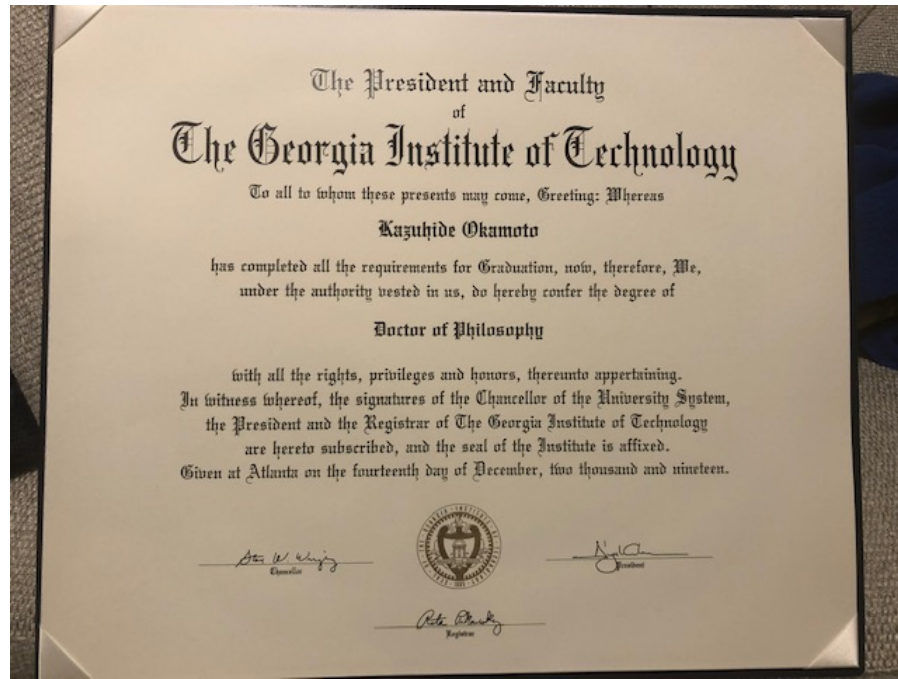 The President and Faculty
of
The Georgia Institute of Technology
To all to whom these presents may come, Greeting: Whereas
Kazuhide Okamoto
has completed all the requirements for Graduation, now, therefore, We,
under the authority vested in us, do hereby confer the degree of
Doctor of Philosophy
with all the rights, privileges and honors, thereunto appertaining.
In witness whereof, the signatures of the Chancellor of the University System,
the President and the Registrar of The Georgia Institute of Technology
are hereto subscribed, and the seal of the Institute is affixed.
Given at Atlanta on the fourteenth day of December, two thousand and nineteen.
Chancellor
President
Registrar